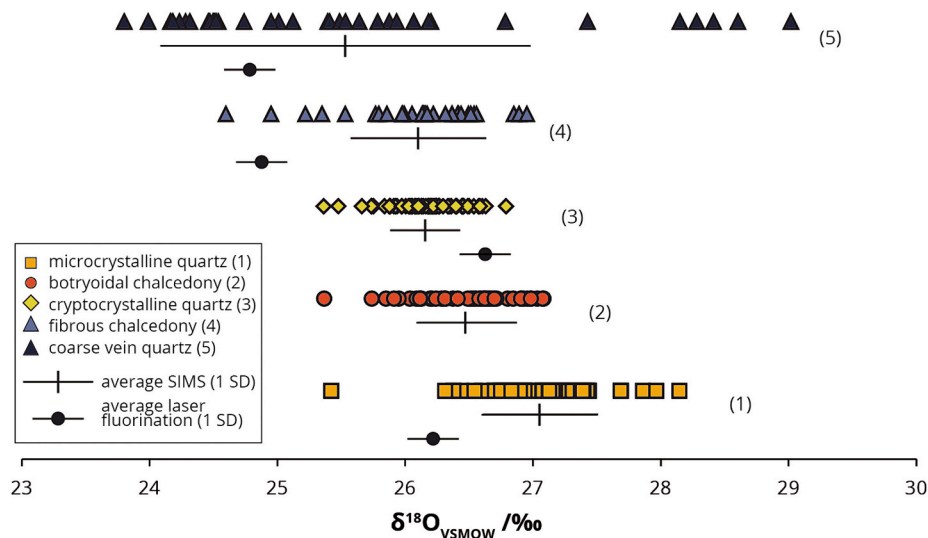 (5)
(4)
(3)
microcrystalline quartz (1)
botryoidal chalcedony (2)
cryptocrystalline quartz (3)
fibrous chalcedony (4)
coarse vein quartz (5)
average SIMS (1 SD)
average laser
fluorination (1 SD)
(2)
(1)
23 24 25 26 27 28 29 30
δ¹⁸O_VSMOW /‰